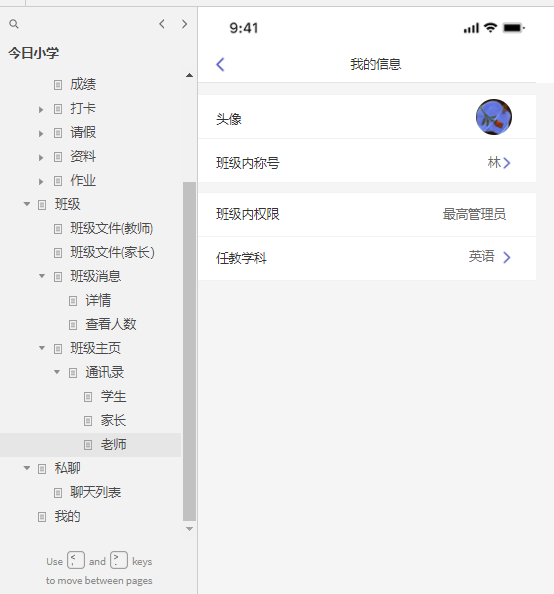 今日小学
成绩
打卡
请假
资料
作业
班级
班级文件(教师)
班级文件(家长)
班级消息
详情
查看人数
班级主页
通讯录
学生
家长
老师
私聊
聊天列表
我的
Use < , and > . keys
to move between pages
9:41
我的信息
头像
班级内称号 林
班级内权限 最高管理员
任教学科 英语